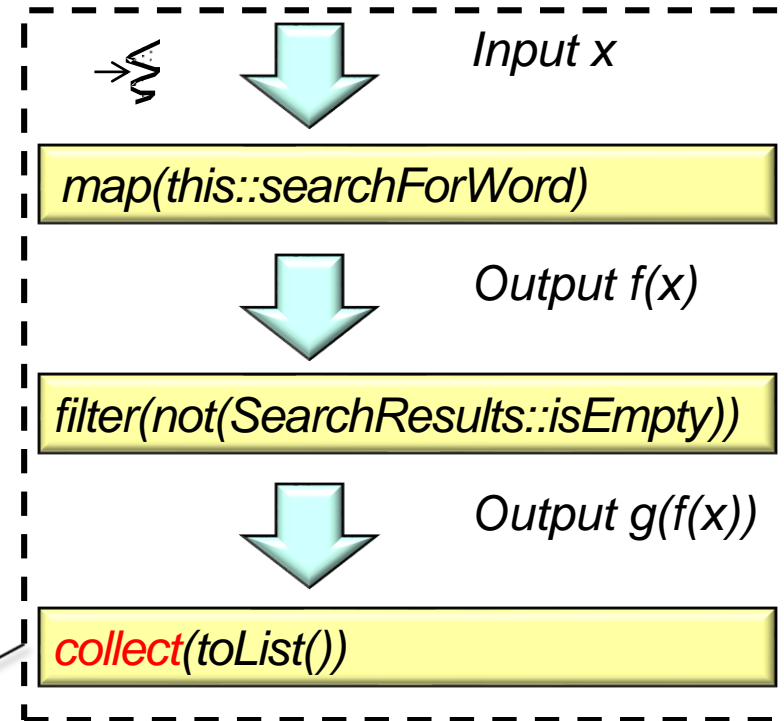 Input x
map(this::searchForWord)
Output f(x)
filter(not(SearchResults::isEmpty))
Output g(f(x))
collect(toList())